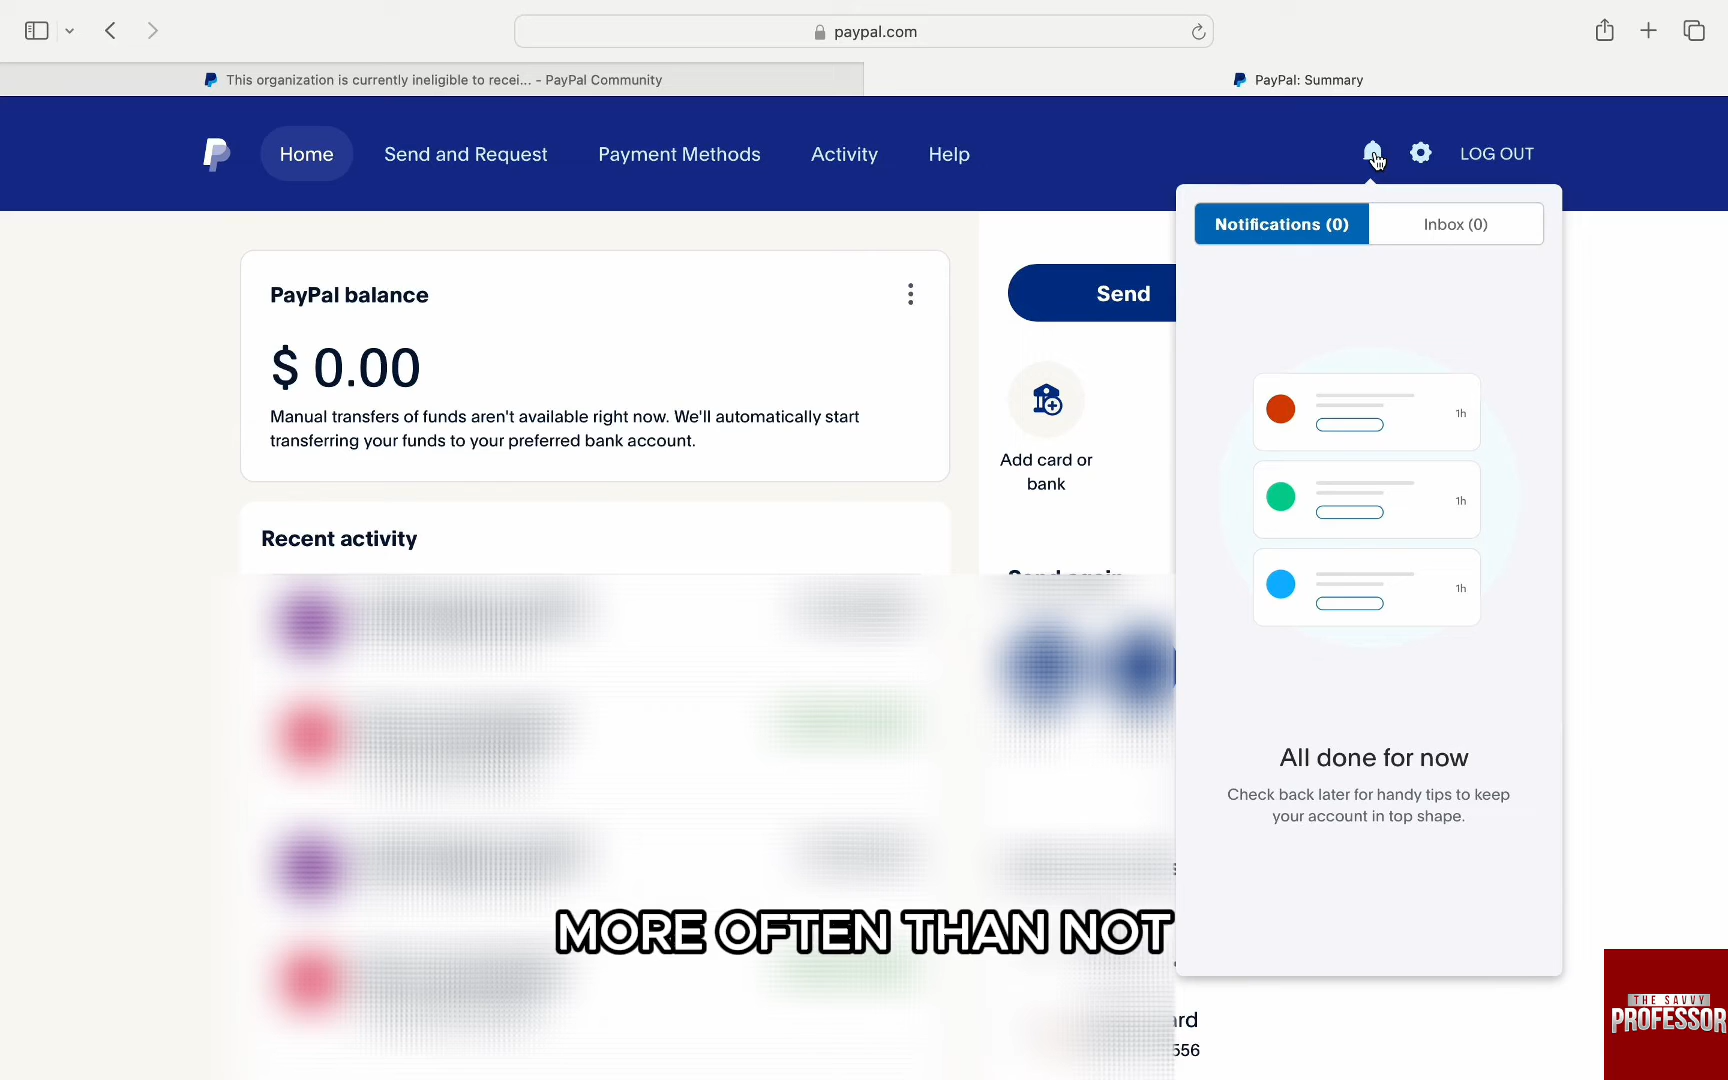 paypal.com
This organization is currently ineligible to recei... - PayPal Community
PayPal: Summary
Home
Send and Request
Payment Methods
Activity
Help
LOG OUT
Notifications (0)
Inbox (0)
PayPal balance
$ 0.00
Manual transfers of funds aren't available right now. We'll automatically start
transferring your funds to your preferred bank account.
Send
Add card or
bank
Recent activity
1h
1h
1h
All done for now
Check back later for handy tips to keep
your account in top shape.
MORE OFTEN THAN NOT
556
THE SAVVY
PROFESSOR